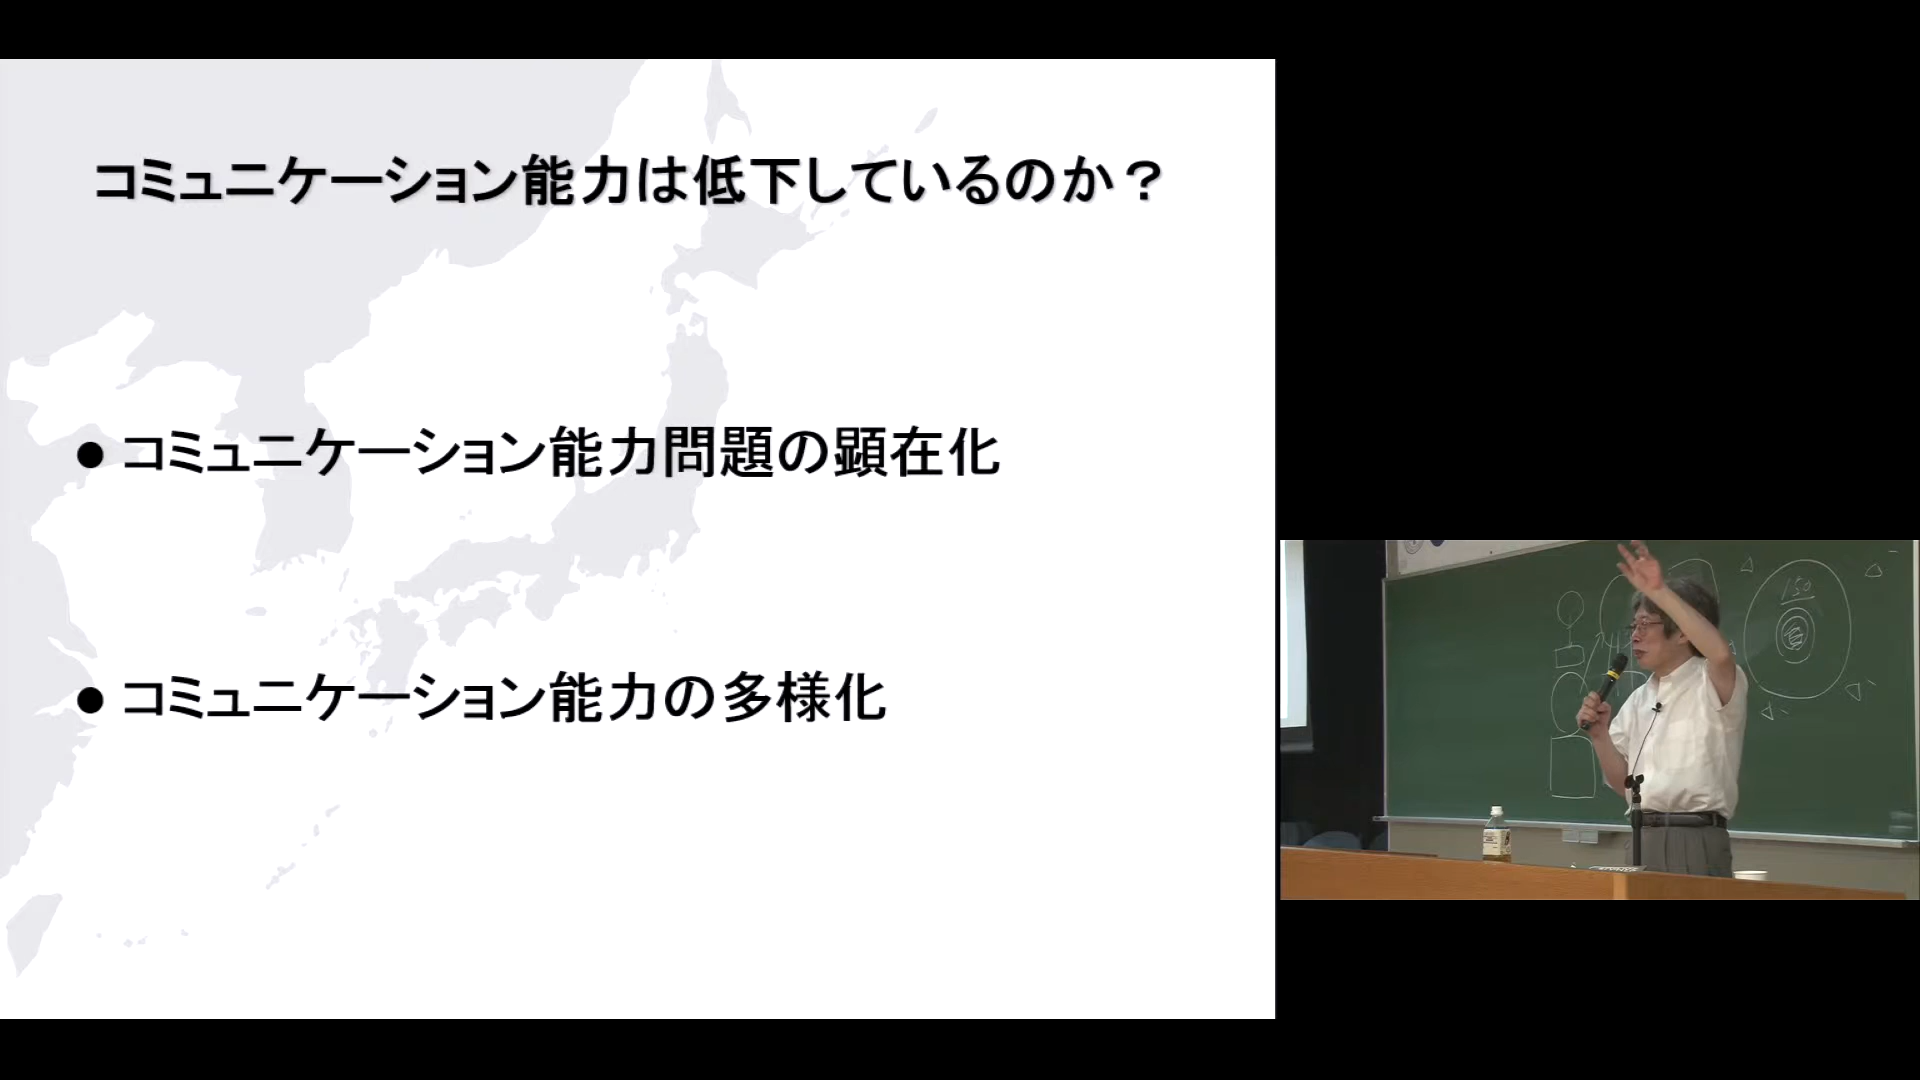 コミュニケーション能力は低下しているのか？
● コミュニケーション能力問題の顕在化
● コミュニケーション能力の多様化
150